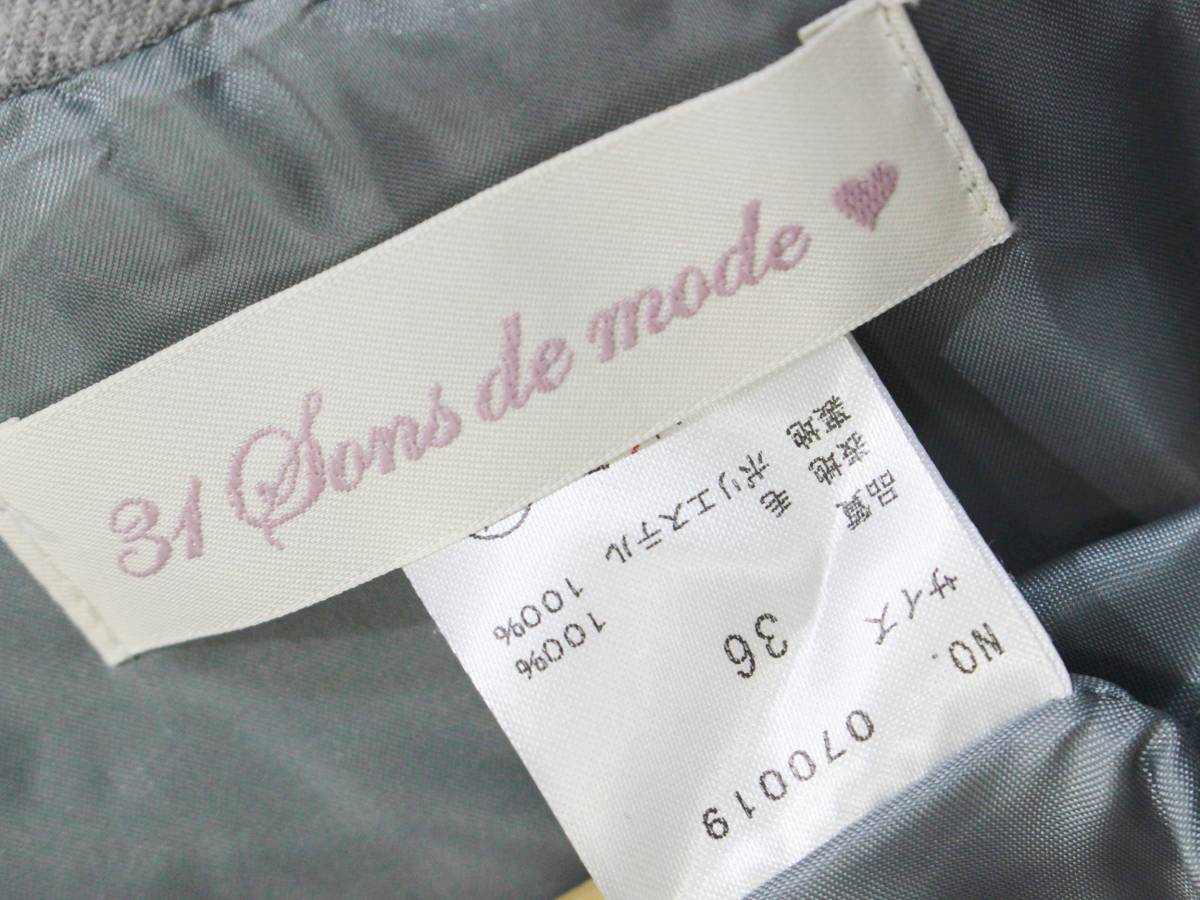 31 Sons de mode
NO. 070019
サイズ 36
品質
表地 毛 100%
裏地 ポリエステル 100%